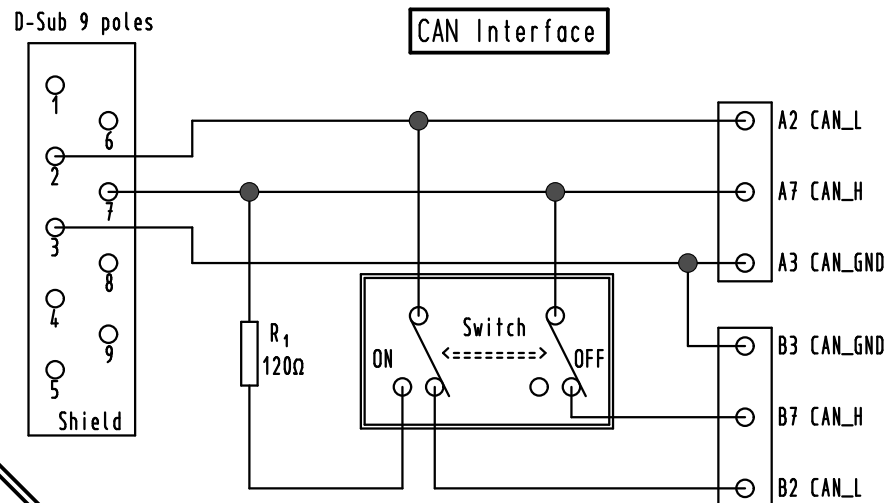 D-Sub 9 poles
CAN Interface
1
6
2
7
3
8
4
9
5
Shield
A2 CAN_L
A7 CAN_H
A3 CAN_GND
Switch
ON
<======>
OFF
R₁
120Ω
B3 CAN_GND
B7 CAN_H
B2 CAN_L